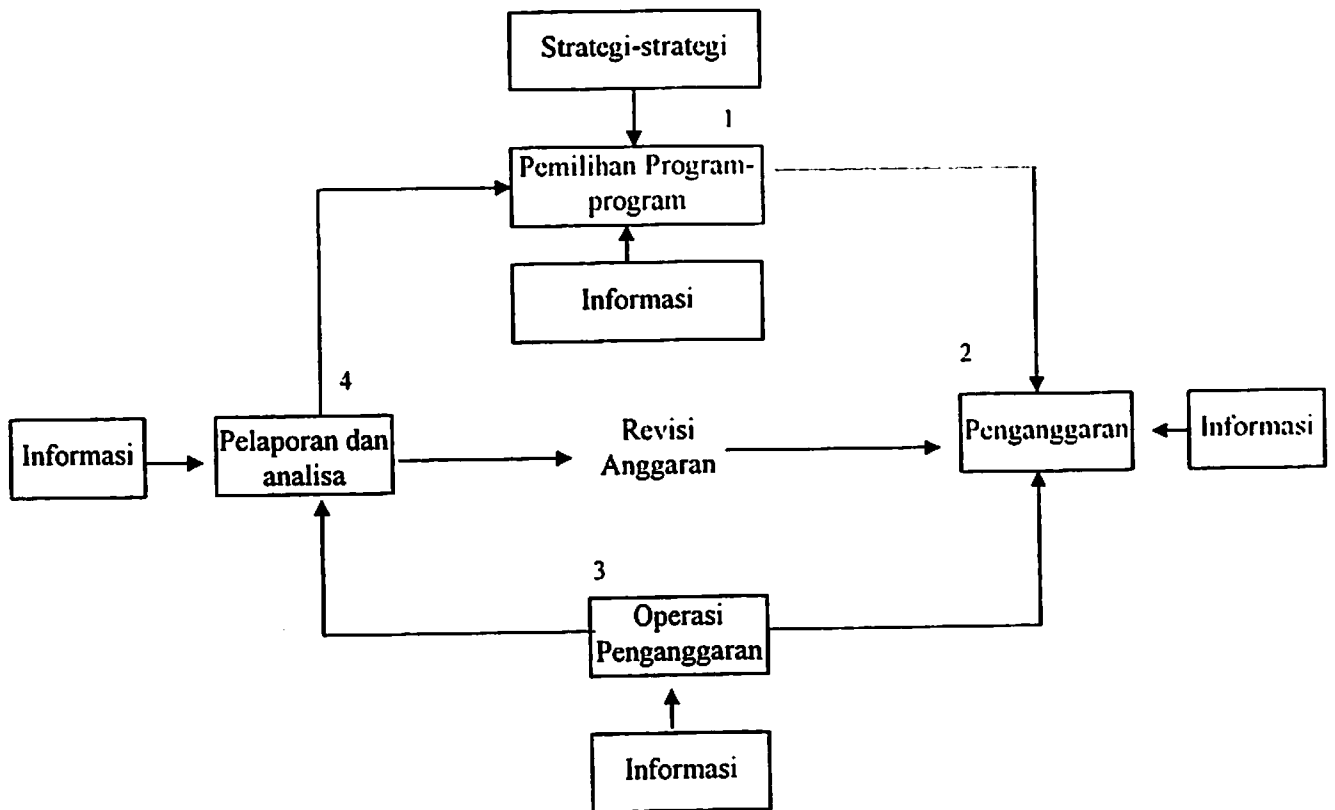 Strategi-strategi
1
Pemilihan Program-
program
Informasi
2
4
Informasi
Pelaporan dan
analisa
Revisi
Anggaran
Penganggaran
Informasi
3
Operasi
Penganggaran
Informasi